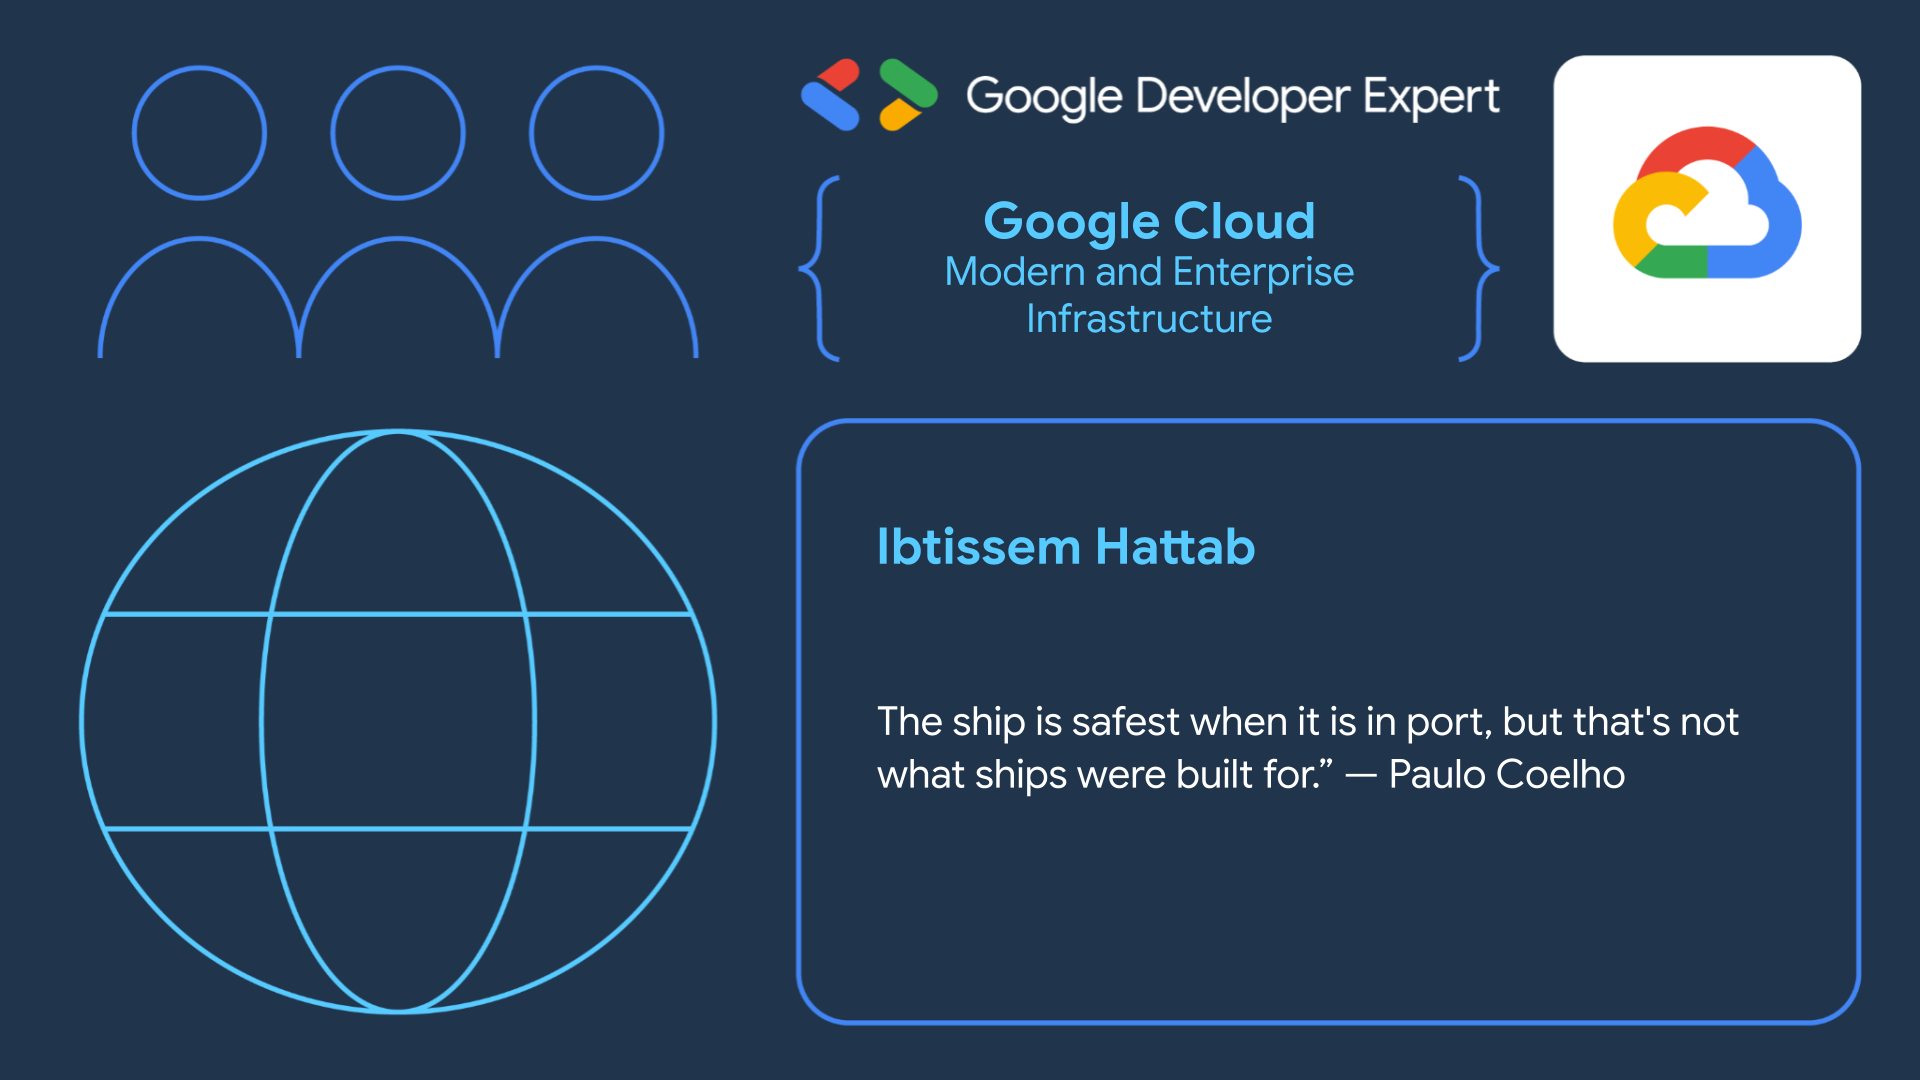 Google Developer Expert
Google Cloud
Modern and Enterprise
Infrastructure
Ibtissem Hattab
The ship is safest when it is in port, but that's not
what ships were built for.” — Paulo Coelho